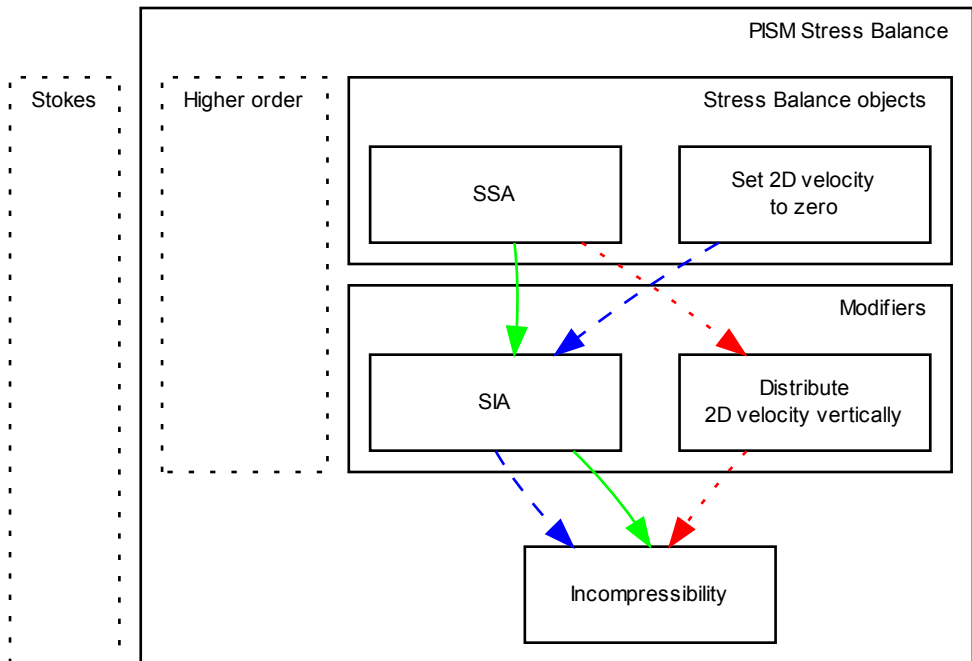 PISM Stress Balance
Stokes
Higher order
Stress Balance objects
SSA
Set 2D velocity
to zero
Modifiers
SIA
Distribute
2D velocity vertically
Incompressibility